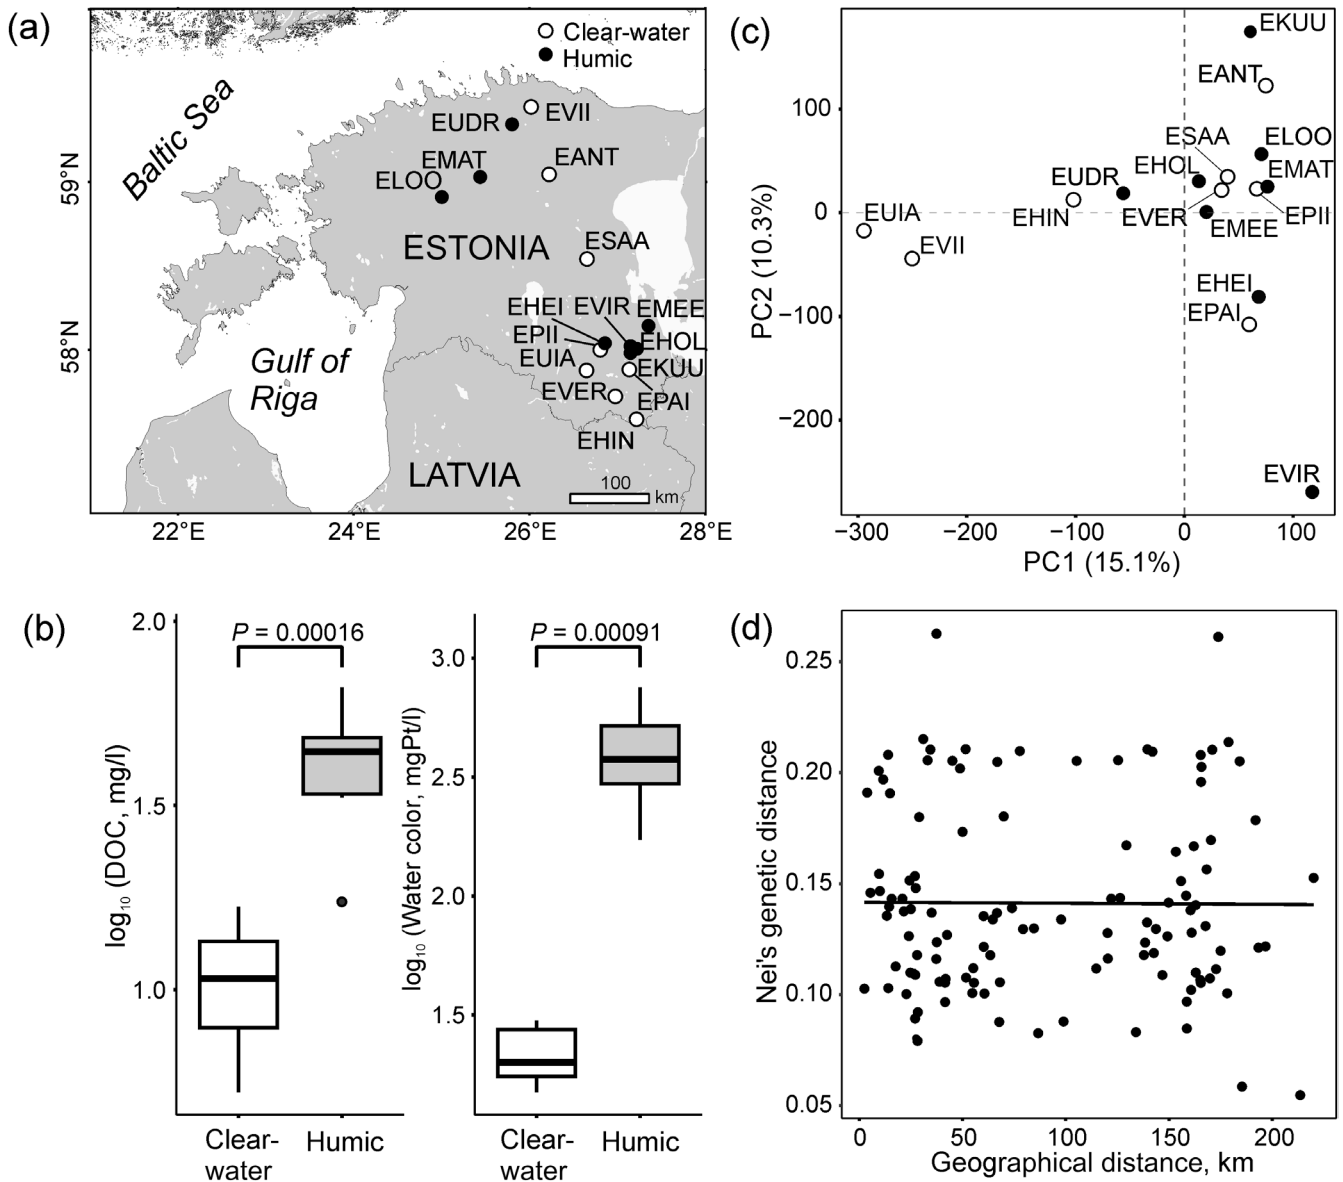 (a)
Clear-water
Humic
Baltic Sea
EVII
EUDR
EANT
EMAT
ELOO
ESTONIA
ESAA
EHEI EVIR EMEE
EPII EHOL
EUIA EKUU
EVER EPAI
EHIN
Gulf of
Riga
LATVIA
100
km
59°N
58°N
22°E 24°E 26°E 28°E
(c)
EKUU
EANT
ESAA ELOO
EHOL EMAT
EUDR
EUIA EHIN EVER EPII
EMEE
EVII
EHEI
EPAI
EVIR
100
0
−100
−200
PC2 (10.3%)
−300 −200 −100 0 100
PC1 (15.1%)
(b)
2.0
1.5
1.0
log10 (DOC, mg/l)
P = 0.00016
Clear-
water
Humic
3.0
2.5
2.0
1.5
log10 (Water color, mgPt/l)
P = 0.00091
Clear-
water
Humic
(d)
0.25
0.20
0.15
0.10
0.05
Nei's genetic distance
0 50 100 150 200
Geographical distance, km